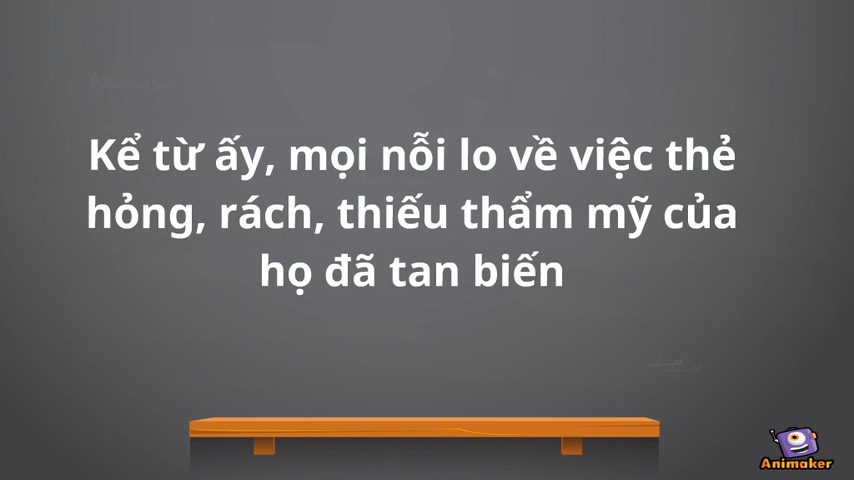 Kể từ ấy, mọi nỗi lo về việc thẻ
hỏng, rách, thiếu thẩm mỹ của
họ đã tan biến
Animaker